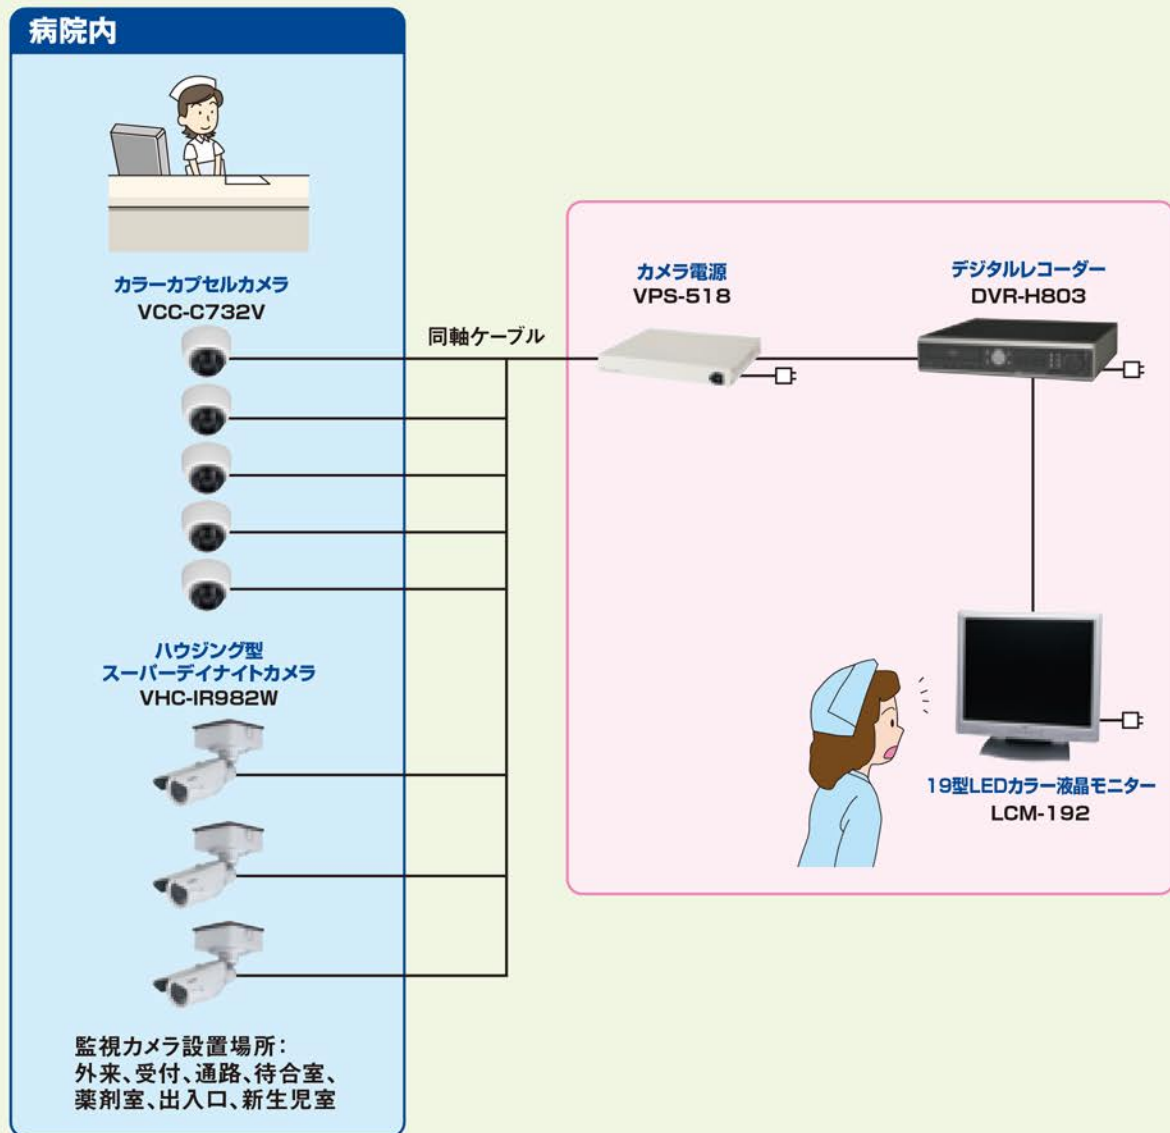 病院内
カラーカプセルカメラ
VCC-C732V
同軸ケーブル
カメラ電源
VPS-518
デジタルレコーダー
DVR-H803
ハウジング型
スーパーデイナイトカメラ
VHC-IR982W
19型LEDカラー液晶モニター
LCM-192
監視カメラ設置場所：
外来、受付、通路、待合室、
薬剤室、出入口、新生児室